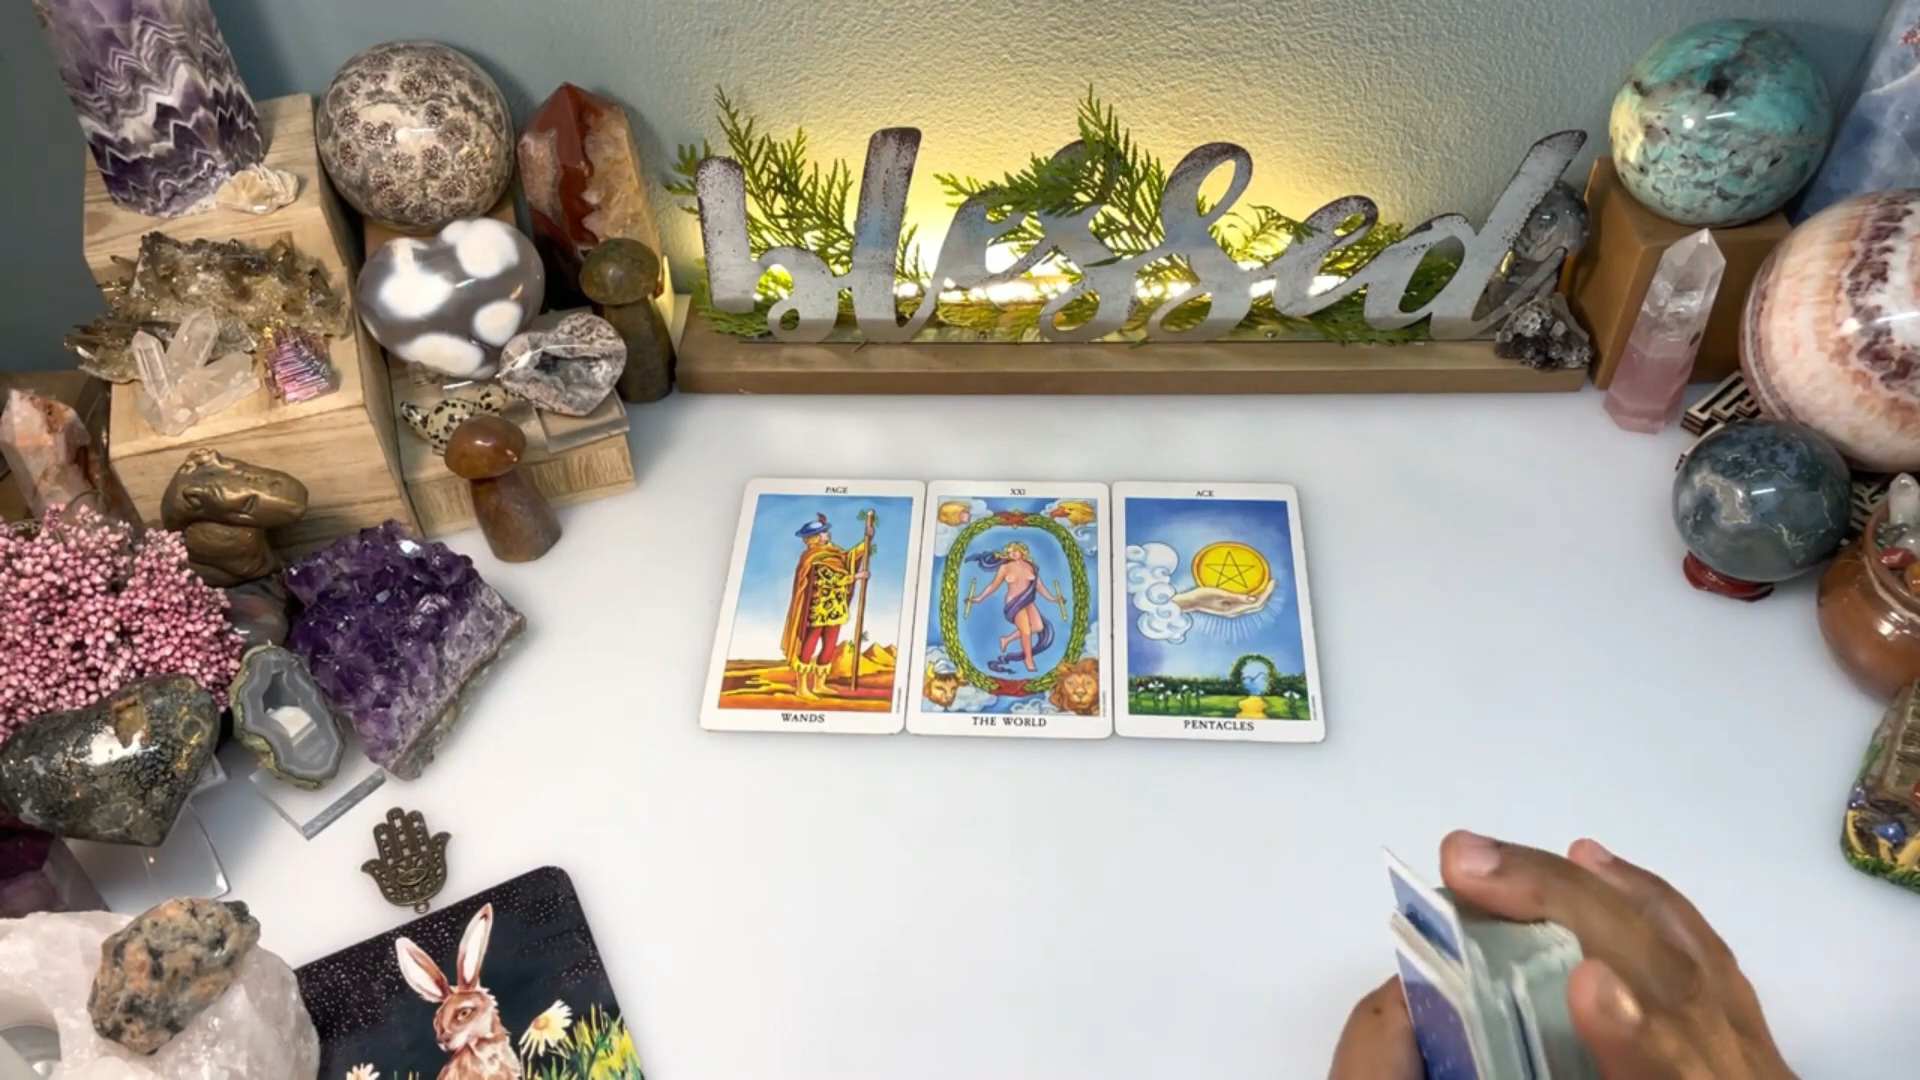 blessed
PAGE
WANDS
XXI
THE WORLD
ACE
PENTACLES